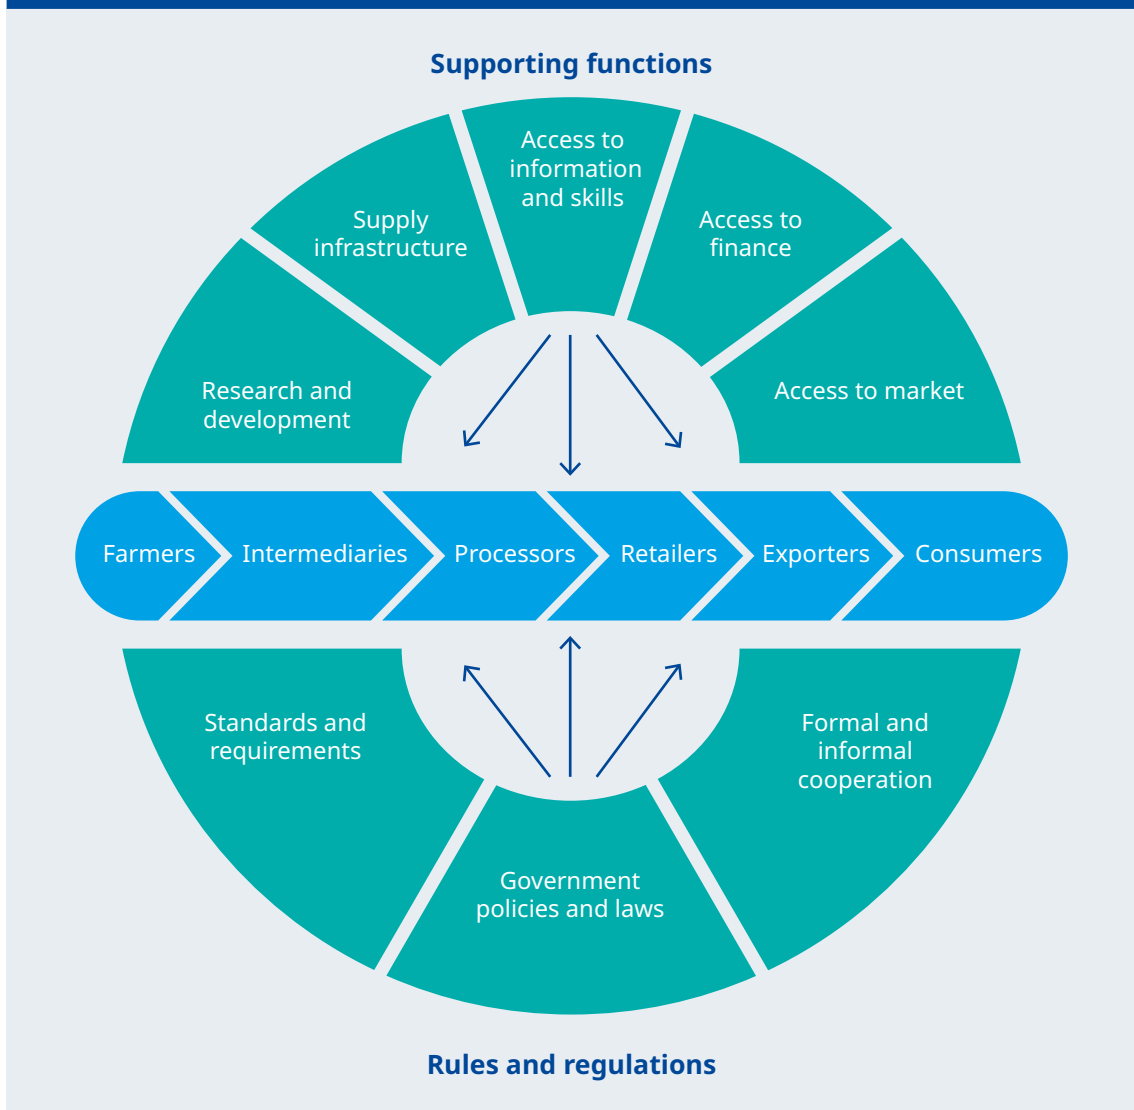 Supporting functions
Access to
information
and skills
Supply
infrastructure
Access to
finance
Research and
development
Access to market
Farmers
Intermediaries
Processors
Retailers
Exporters
Consumers
Standards and
requirements
Formal and
informal
cooperation
Government
policies and laws
Rules and regulations